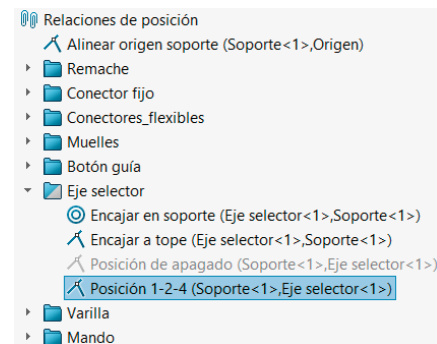 Relaciones de posición
Alinear origen soporte (Soporte<1>,Origen)
Remache
Conector fijo
Conectores_flexibles
Muelles
Botón guía
Eje selector
Encajar en soporte (Eje selector<1>,Soporte<1>)
Encajar a tope (Eje selector<1>,Soporte<1>)
Posición de apagado (Soporte<1>,Eje selector<1>)
Posición 1-2-4 (Soporte<1>,Eje selector<1>)
Varilla
Mando